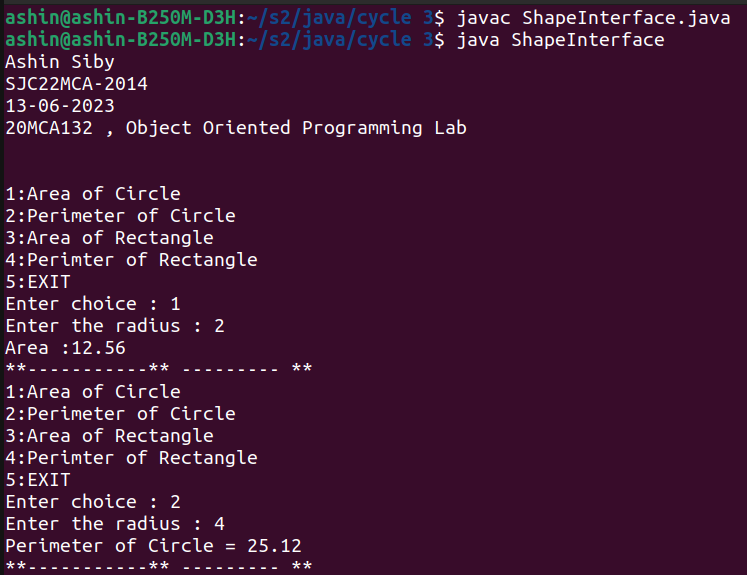 ashin@ashin-B250M-D3H:~/s2/java/cycle 3$ javac ShapeInterface.java
ashin@ashin-B250M-D3H:~/s2/java/cycle 3$ java ShapeInterface
Ashin Siby
SJC22MCA-2014
13-06-2023
20MCA132 , Object Oriented Programming Lab
1:Area of Circle
2:Perimeter of Circle
3:Area of Rectangle
4:Perimter of Rectangle
5:EXIT
Enter choice : 1
Enter the radius : 2
Area :12.56
**-----------** --------- **
1:Area of Circle
2:Perimeter of Circle
3:Area of Rectangle
4:Perimter of Rectangle
5:EXIT
Enter choice : 2
Enter the radius : 4
Perimeter of Circle = 25.12
**-----------** --------- **